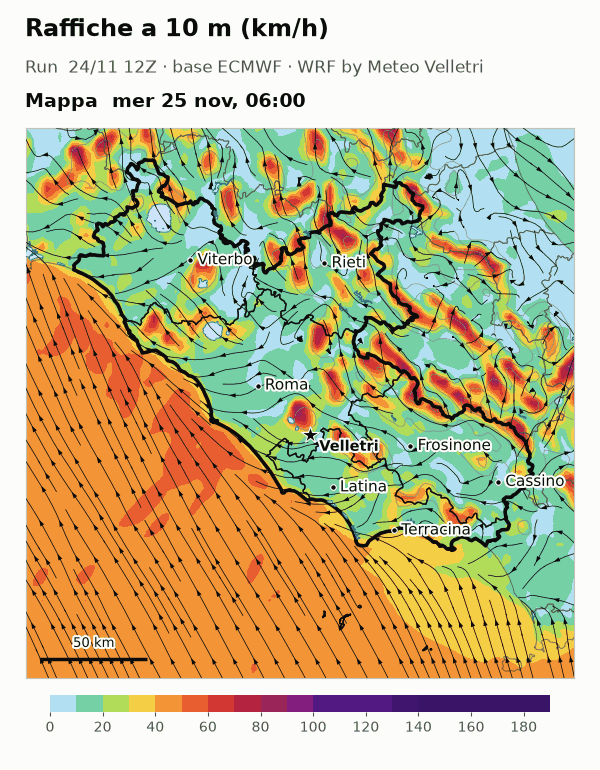 Raffiche a 10 m (km/h)
Run  24/11 12Z · base ECMWF · WRF by Meteo Velletri
Mappa  mer 25 nov, 06:00
Viterbo
Rieti
Roma
Velletri
Frosinone
Latina
Cassino
Terracina
50 km
0 20 40 60 80 100 120 140 160 180